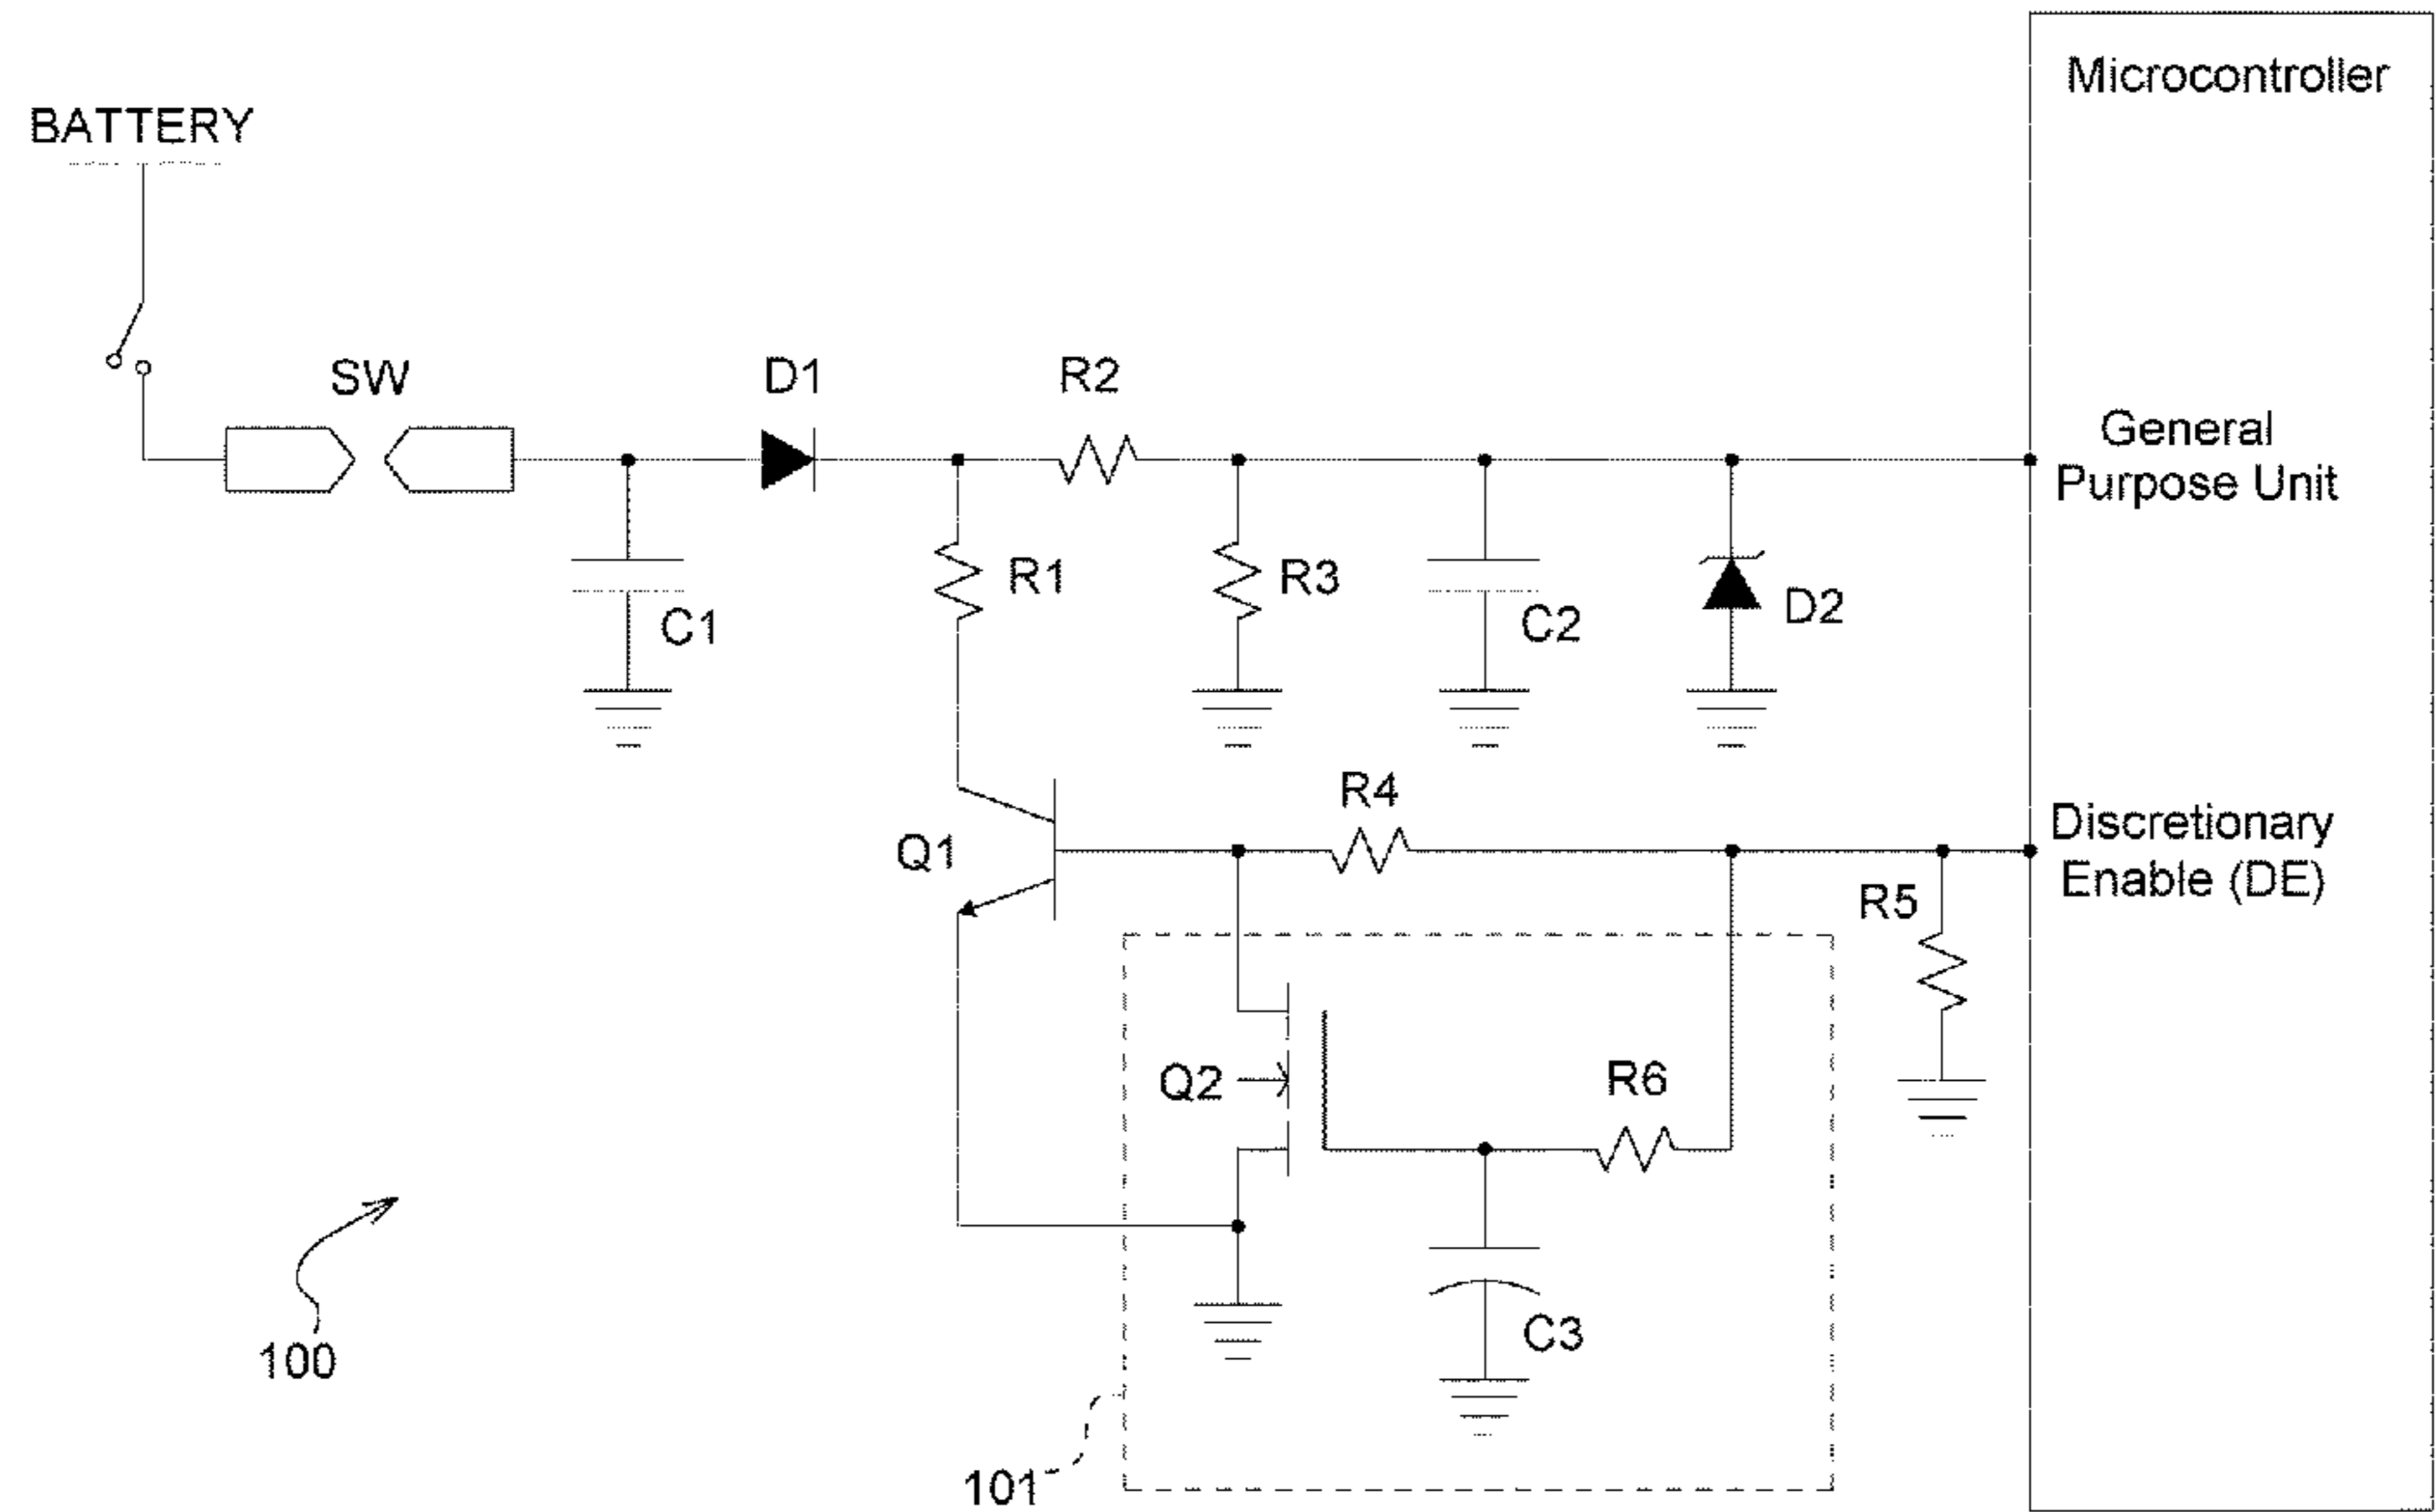 Microcontroller
BATTERY
SW
D1
R2
General
Purpose Unit
R1
R3
C1
C2
D2
R4
Discretionary
Enable (DE)
Q1
R5
Q2
R6
C3
100
101